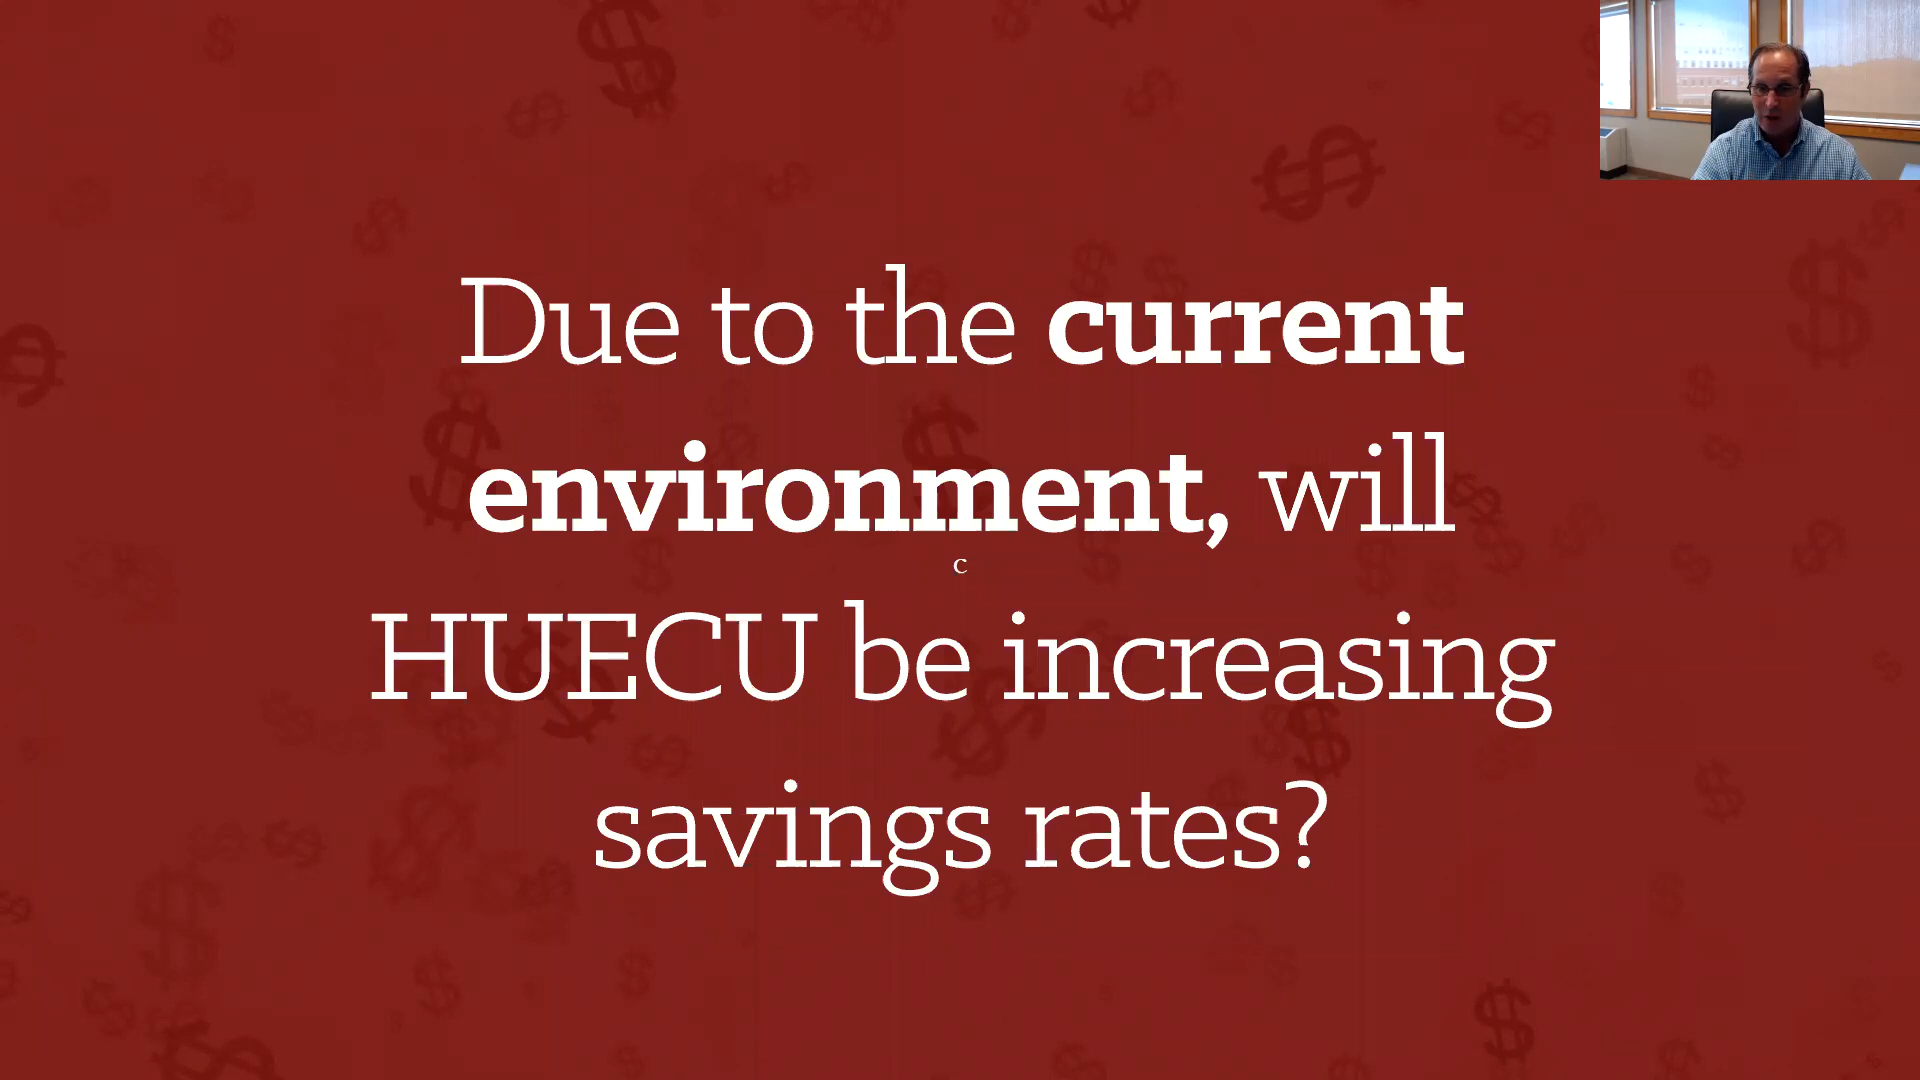 Due to the current
environment, will
C
HUECU be increasing
savings rates?